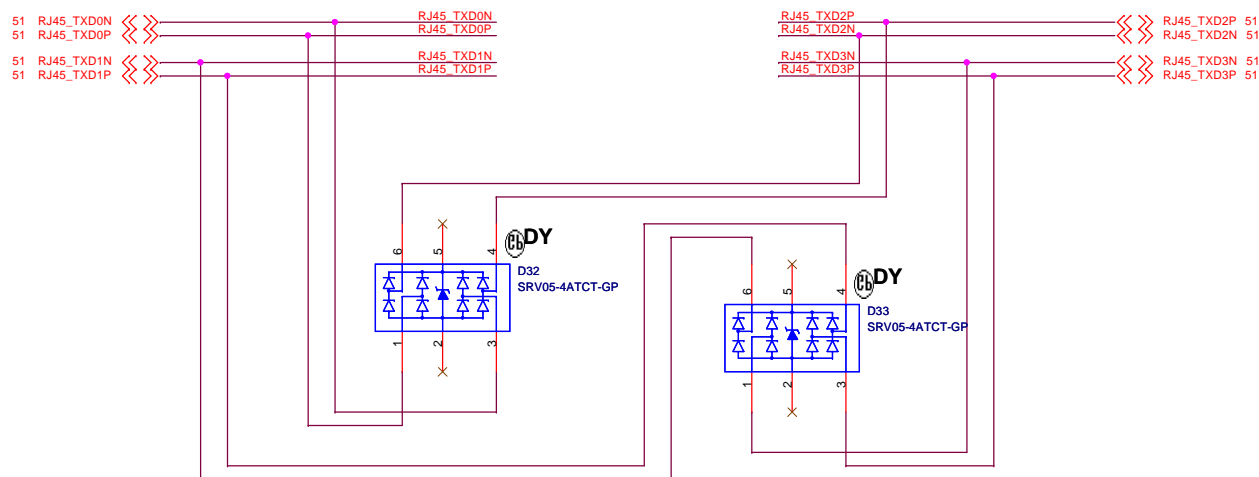 51 RJ45_TXD0N
51 RJ45_TXD0P
51 RJ45_TXD1N
51 RJ45_TXD1P
RJ45_TXD0N
RJ45_TXD0P
RJ45_TXD1N
RJ45_TXD1P
RJ45_TXD2P
RJ45_TXD2N
RJ45_TXD3N
RJ45_TXD3P
RJ45_TXD2P 51
RJ45_TXD2N 51
RJ45_TXD3N 51
RJ45_TXD3P 51
DY
6
5
4
D32
SRV05-4ATCT-GP
1
2
3
DY
6
5
4
D33
SRV05-4ATCT-GP
1
2
3